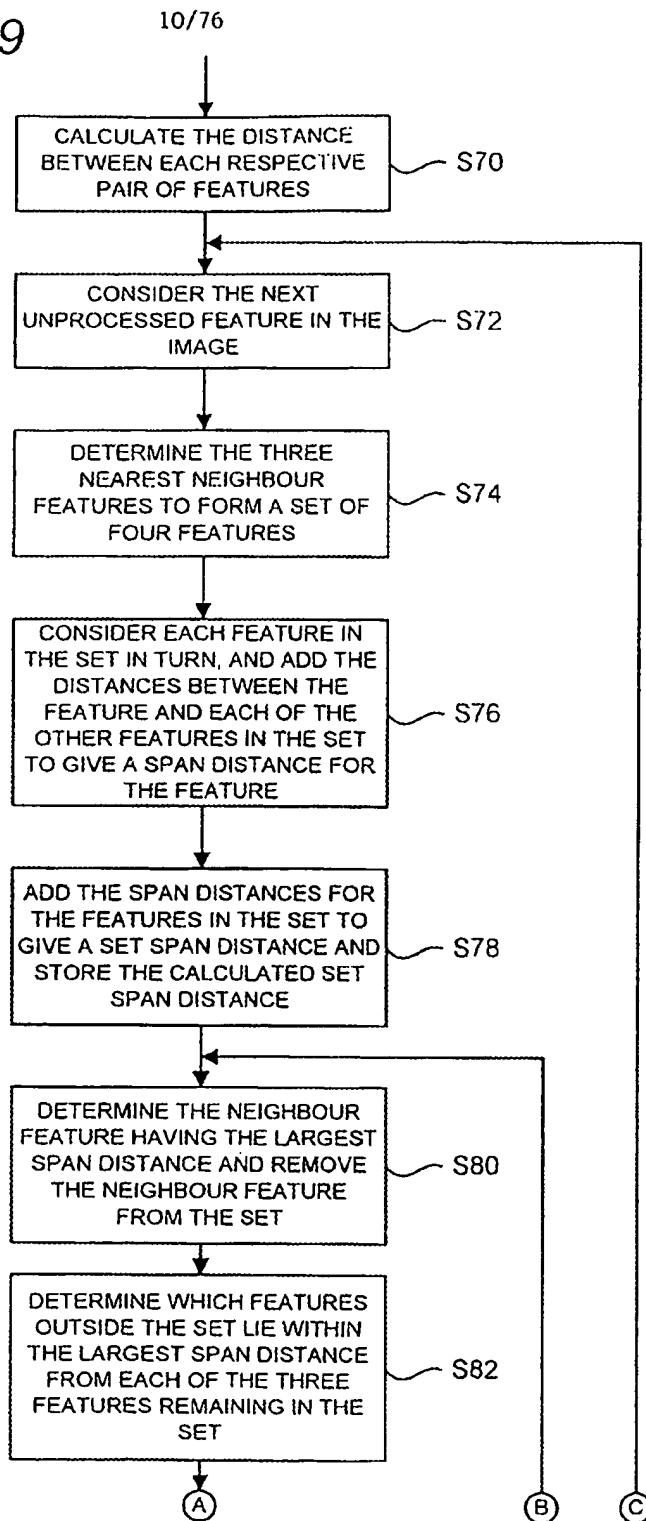 9
10/76
CALCULATE THE DISTANCE
BETWEEN EACH RESPECTIVE
PAIR OF FEATURES
S70
CONSIDER THE NEXT
UNPROCESSED FEATURE IN THE
IMAGE
S72
DETERMINE THE THREE
NEAREST NEIGHBOUR
FEATURES TO FORM A SET OF
FOUR FEATURES
S74
CONSIDER EACH FEATURE IN
THE SET IN TURN, AND ADD THE
DISTANCES BETWEEN THE
FEATURE AND EACH OF THE
OTHER FEATURES IN THE SET
TO GIVE A SPAN DISTANCE FOR
THE FEATURE
S76
ADD THE SPAN DISTANCES FOR
THE FEATURES IN THE SET TO
GIVE A SET SPAN DISTANCE AND
STORE THE CALCULATED SET
SPAN DISTANCE
S78
DETERMINE THE NEIGHBOUR
FEATURE HAVING THE LARGEST
SPAN DISTANCE AND REMOVE
THE NEIGHBOUR FEATURE
FROM THE SET
S80
DETERMINE WHICH FEATURES
OUTSIDE THE SET LIE WITHIN
THE LARGEST SPAN DISTANCE
FROM EACH OF THE THREE
FEATURES REMAINING IN THE
SET
S82
A B C